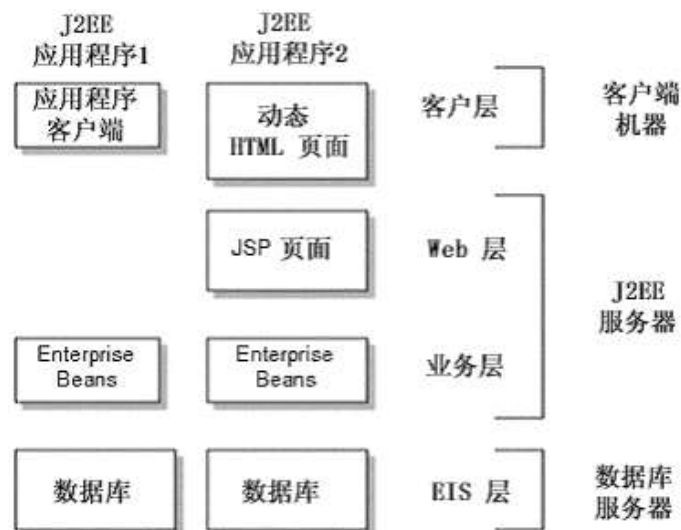 J2EE
应用程序1
J2EE
应用程序2
应用程序
客户端
动态
HTML 页面
客户层
客户端
机器
JSP 页面
Web 层
J2EE
服务器
Enterprise
Beans
Enterprise
Beans
业务层
数据库
数据库
EIS 层
数据库
服务器